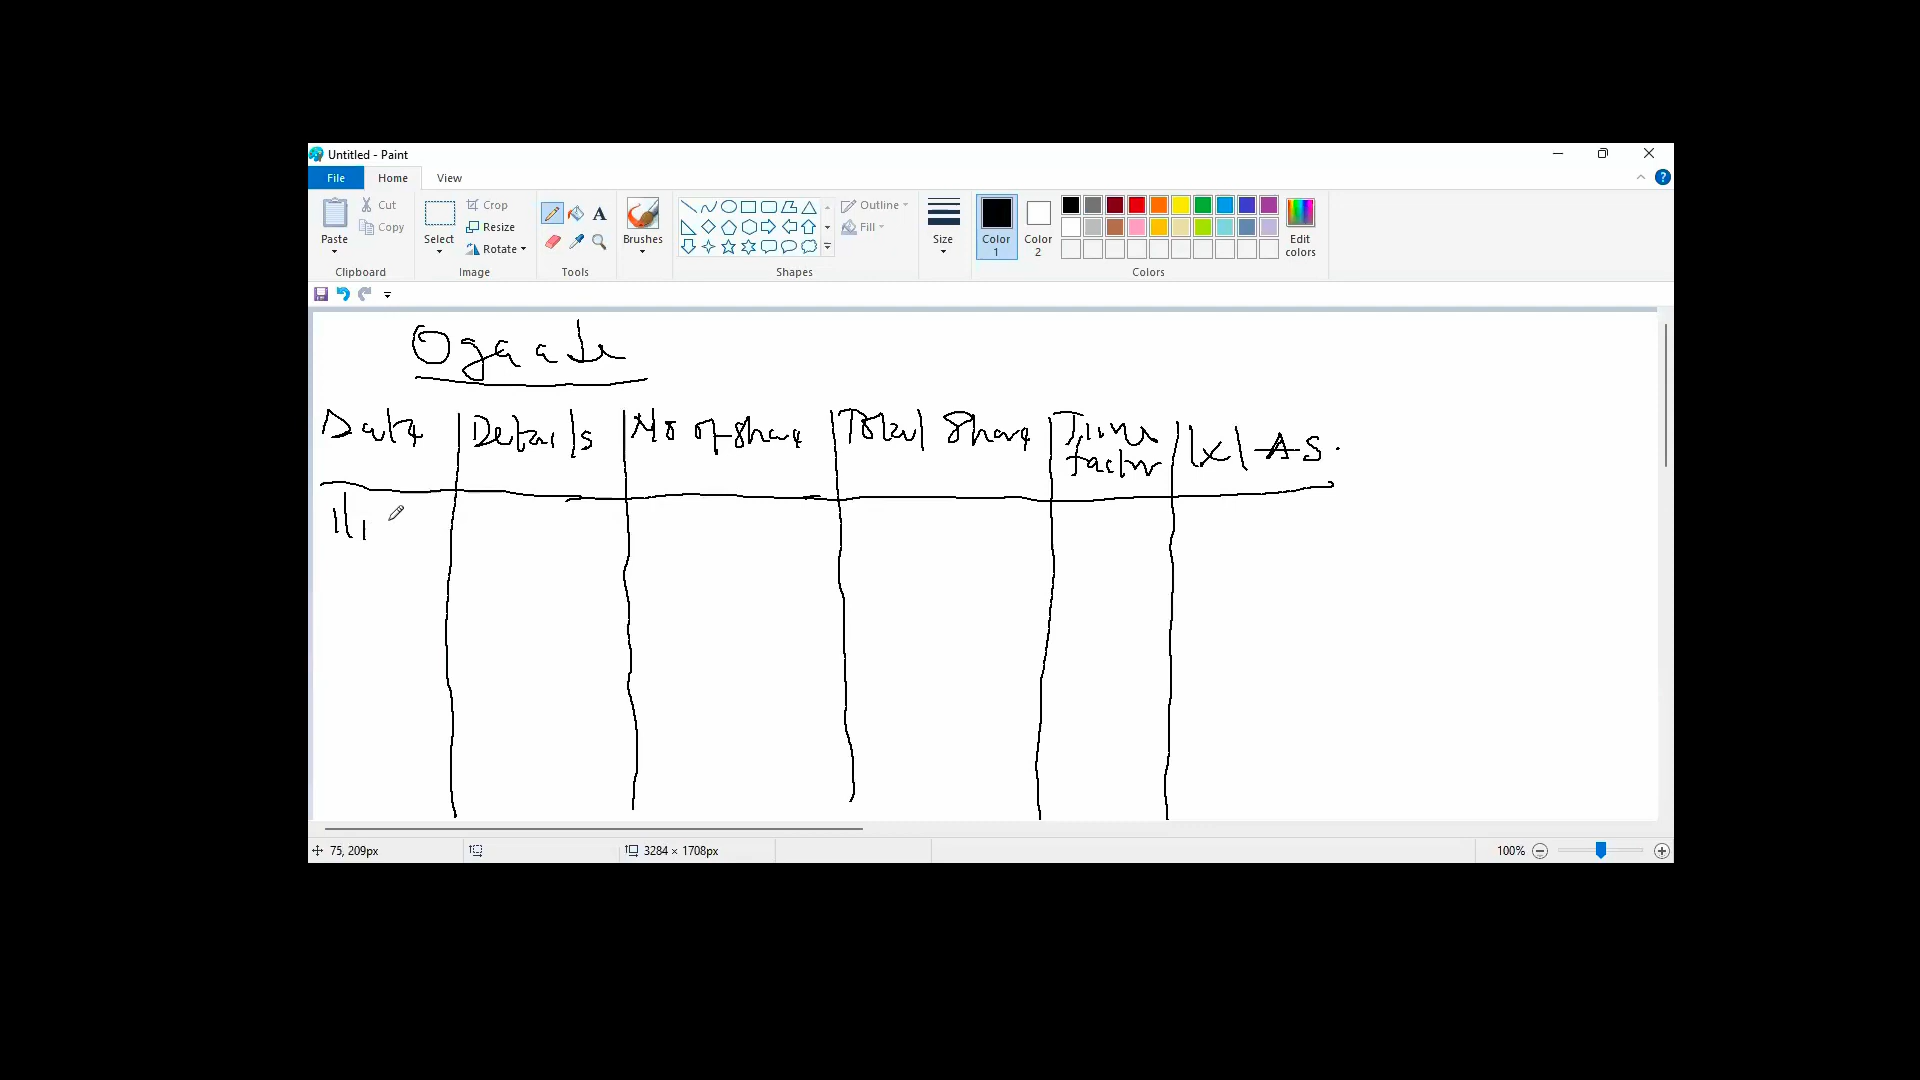 Untitled - Paint
File Home View
Paste Cut Copy Select Crop Resize Rotate Brushes Outline Fill Size Color 1 Color 2 Edit colors
Clipboard Image Tools Shapes Colors
Date Details No of share Total Share Time factor WAS.
1/1
75, 209px 3284 × 1708px 100%